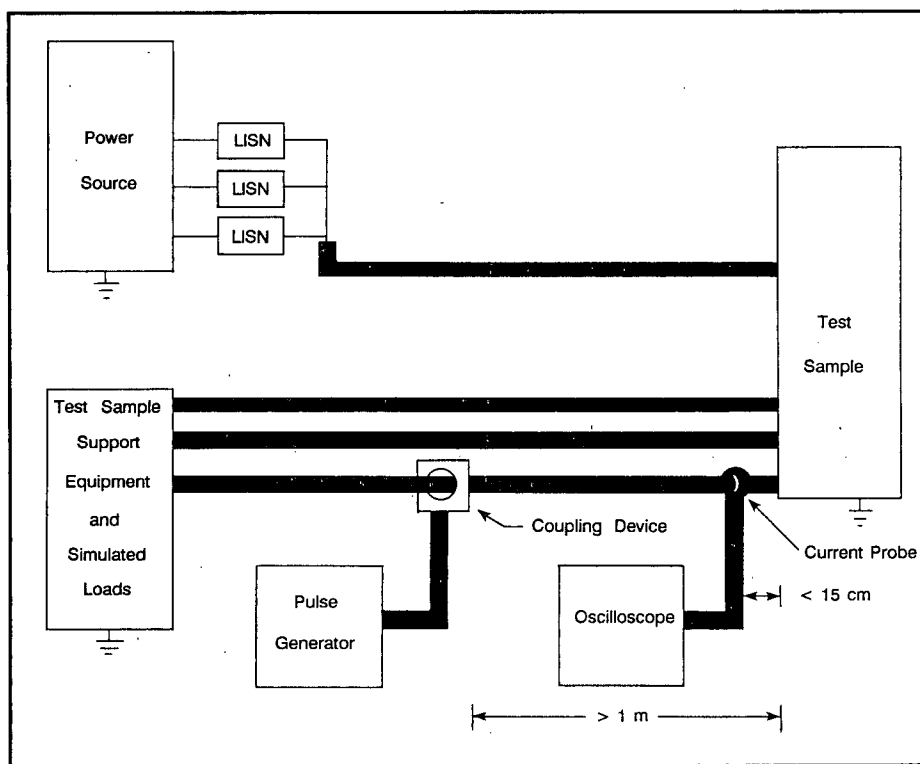 Power
Source
LISN
LISN
LISN
Test
Sample
Test Sample
Support
Equipment
and
Simulated
Loads
Coupling Device
Current Probe
< 15 cm
Pulse
Generator
Oscilloscope
> 1 m